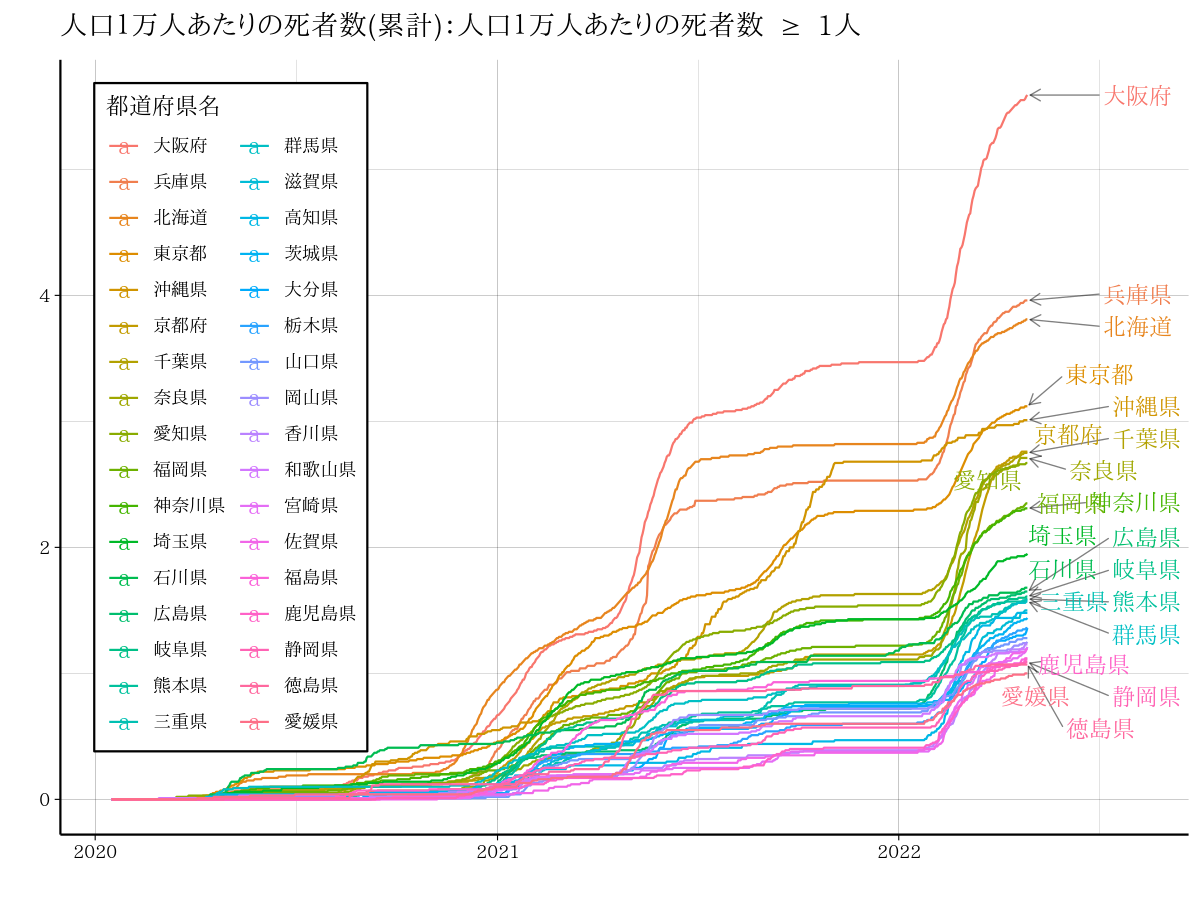 人口1万人あたりの死者数(累計): 人口1万人あたりの死者数 ≥ 1人
都道府県名
a 大阪府 a 群馬県
a 兵庫県 a 滋賀県
a 北海道 a 高知県
a 東京都 a 茨城県
a 沖縄県 a 大分県
a 京都府 a 栃木県
a 千葉県 a 山口県
a 奈良県 a 岡山県
a 愛知県 a 香川県
a 福岡県 a 和歌山県
a 神奈川県 a 宮崎県
a 埼玉県 a 佐賀県
a 石川県 a 福島県
a 広島県 a 鹿児島県
a 岐阜県 a 静岡県
a 熊本県 a 徳島県
a 三重県 a 愛媛県
大阪府
兵庫県
北海道
東京都
沖縄県
京都府
千葉県
奈良県
愛知県
福岡県
神奈川県
埼玉県
広島県
石川県
岐阜県
三重県
熊本県
群馬県
鹿児島県
愛媛県
静岡県
徳島県
4
2
0
2020
2021
2022